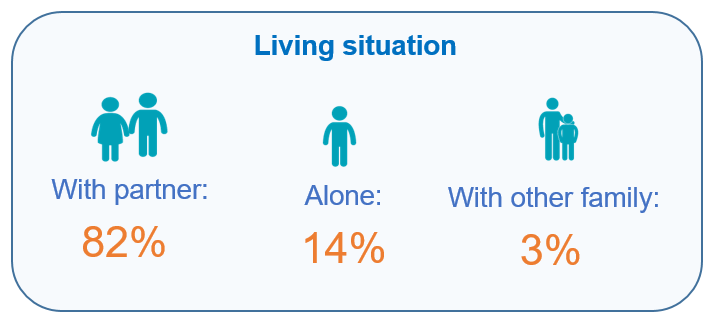 Living situation
With partner:
82%
Alone:
14%
With other family:
3%